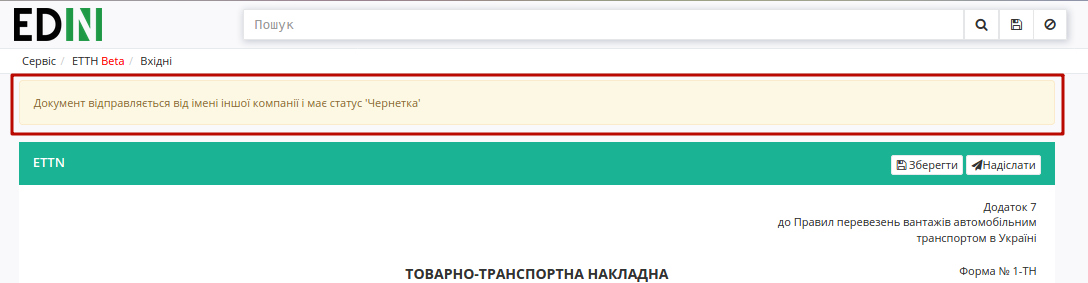 EDIN
Пошук
Сервіс / ЕТТН Beta / Вхідні
Документ відправляється від імені іншої компанії і має статус 'Чернетка'
ETTN
Зберегти Надіслати
Додаток 7
до Правил перевезень вантажів автомобільним
транспортом в Україні
Форма № 1-ТН
ТОВАРНО-ТРАНСПОРТНА НАКЛАДНА